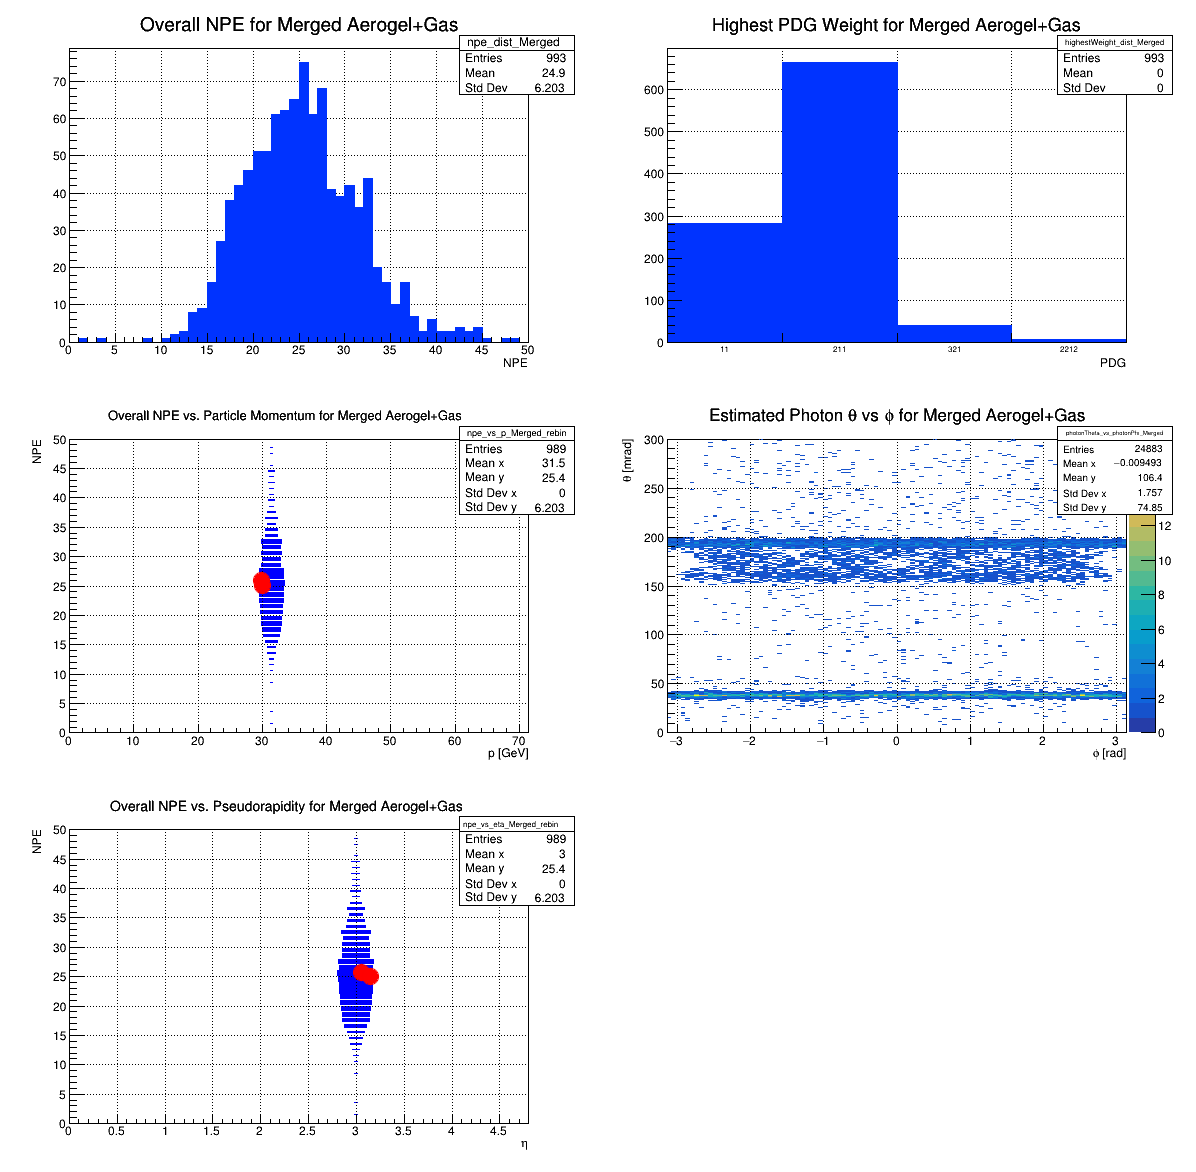 Overall NPE for Merged Aerogel+Gas
npe_dist_Merged
Entries 993
Mean 24.9
Std Dev 6.203
70
60
50
40
30
20
10
0
0 5 10 15 20 25 30 35 40 45 50
NPE
Highest PDG Weight for Merged Aerogel+Gas
highestWeight_dist_Merged
Entries 993
Mean 0
Std Dev 0
600
500
400
300
200
100
0
11 211 321 2212
PDG
Overall NPE vs. Particle Momentum for Merged Aerogel+Gas
npe_vs_p_Merged_rebin
Entries 989
Mean x 31.5
Mean y 25.4
Std Dev x 0
Std Dev y 6.203
NPE
50
45
40
35
30
25
20
15
10
5
0
0 10 20 30 40 50 60 70
p [GeV]
Estimated Photon θ vs ϕ for Merged Aerogel+Gas
photonTheta_vs_photonPhi_Merged
Entries 24883
Mean x −0.009493
Mean y 106.4
Std Dev x 1.757
Std Dev y 74.85
θ [mrad]
300
250
200
150
100
50
0
−3 −2 −1 0 1 2 3
ϕ [rad]
12
10
8
6
4
2
0
Overall NPE vs. Pseudorapidity for Merged Aerogel+Gas
npe_vs_eta_Merged_rebin
Entries 989
Mean x 3
Mean y 25.4
Std Dev x 0
Std Dev y 6.203
NPE
50
45
40
35
30
25
20
15
10
5
0
0 0.5 1 1.5 2 2.5 3 3.5 4 4.5
η